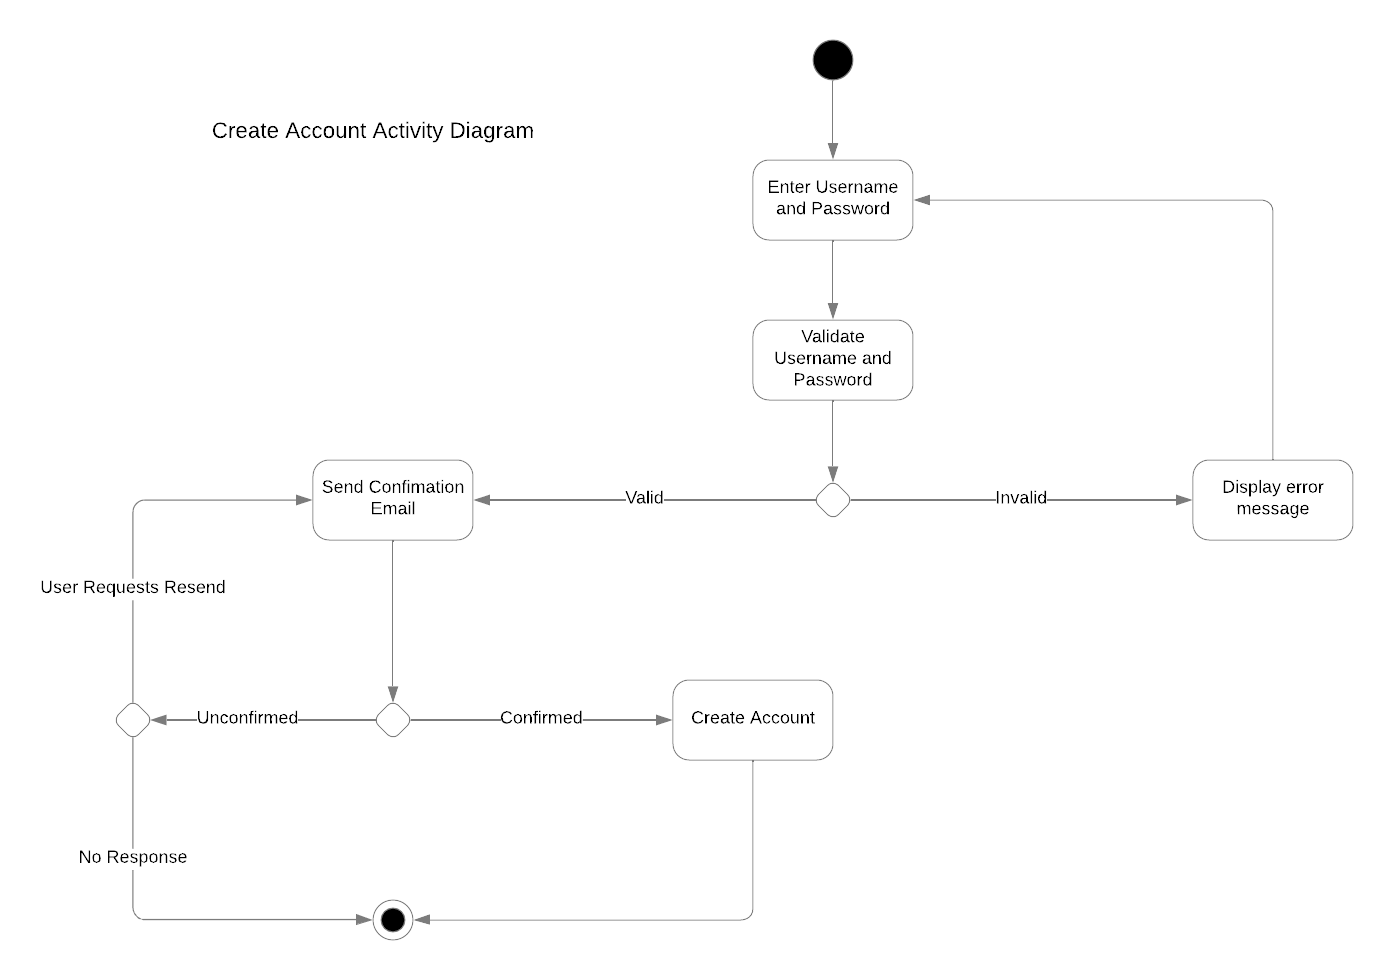 Create Account Activity Diagram
Enter Username
and Password
Validate
Username and
Password
Send Confimation
Email
Valid
Invalid
Display error
message
User Requests Resend
Unconfirmed
Confirmed
Create Account
No Response